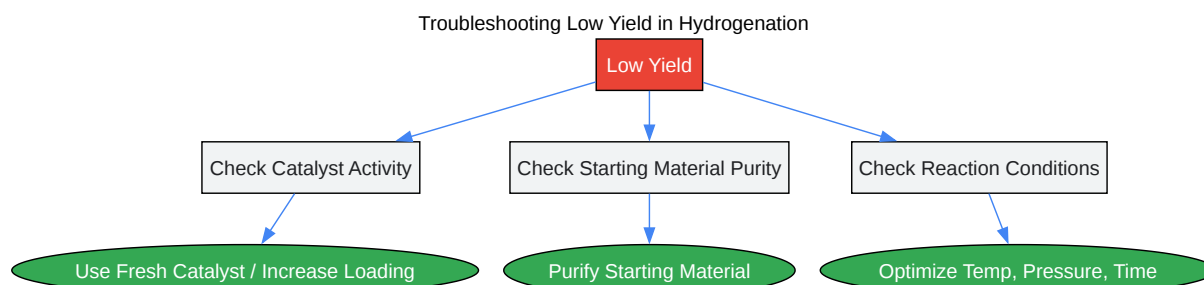 Troubleshooting Low Yield in Hydrogenation
Low Yield
Check Catalyst Activity
Check Starting Material Purity
Check Reaction Conditions
Use Fresh Catalyst / Increase Loading
Purify Starting Material
Optimize Temp, Pressure, Time